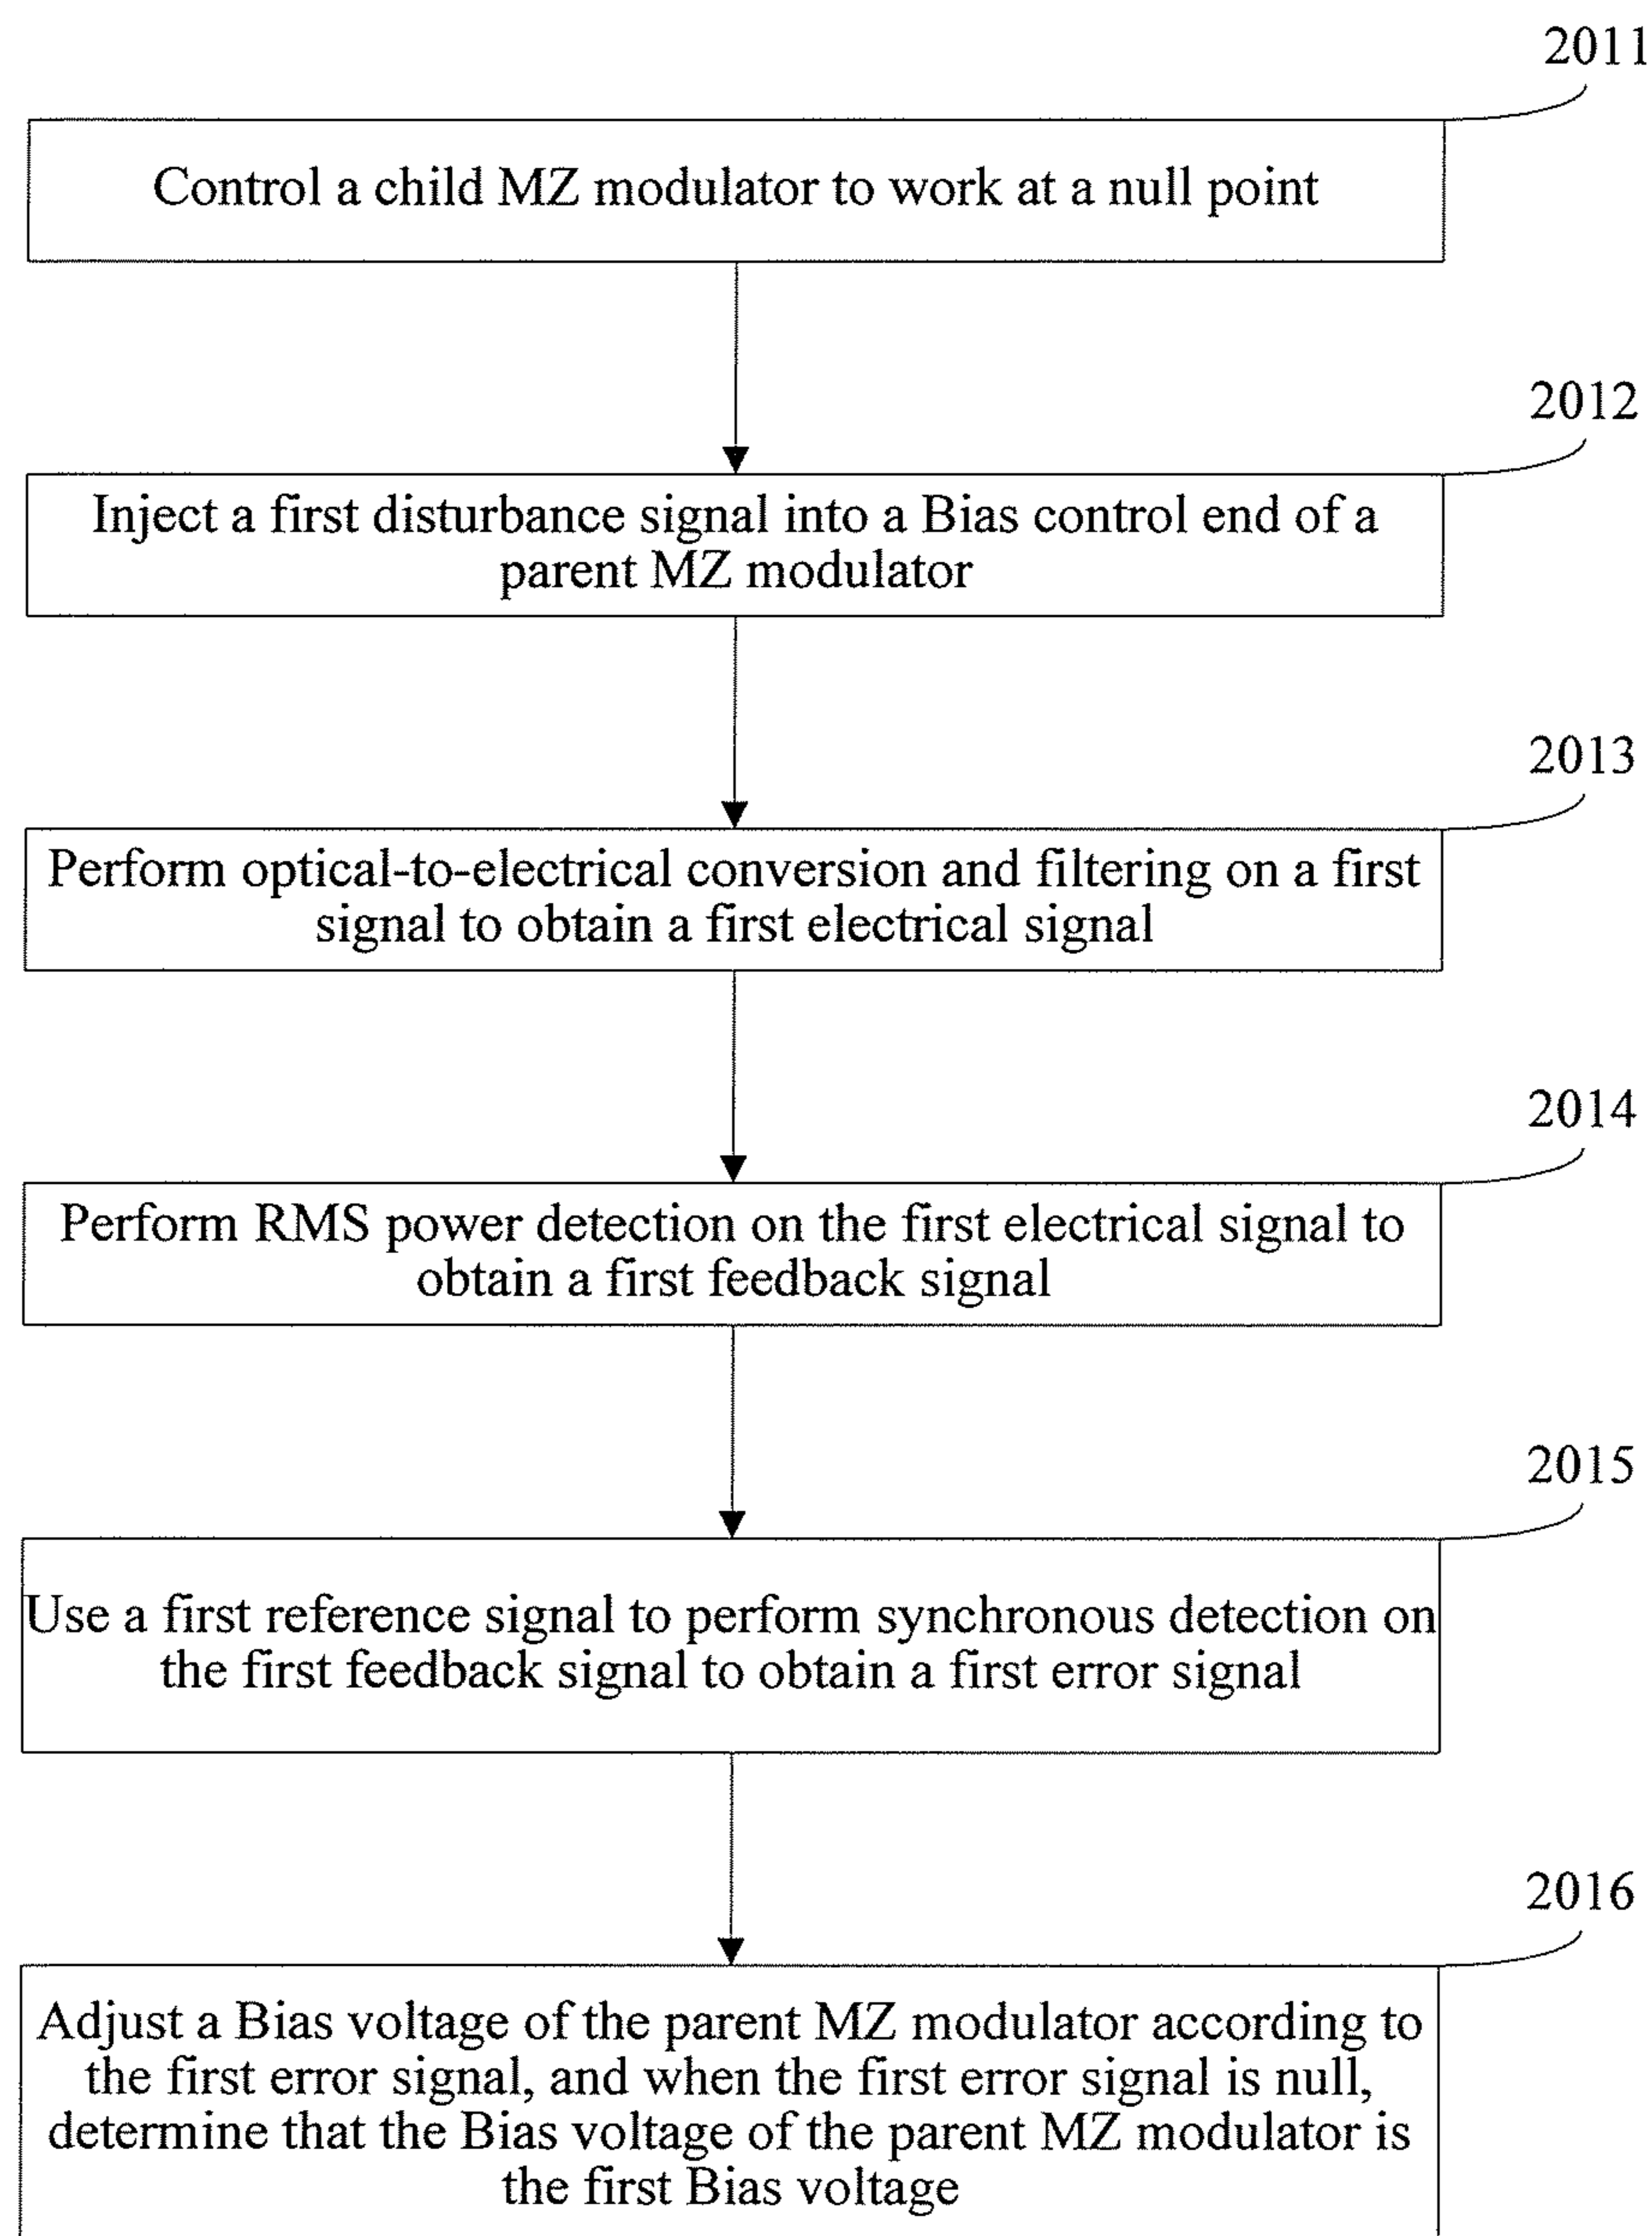 2011
Control a child MZ modulator to work at a null point
2012
Inject a first disturbance signal into a Bias control end of a
parent MZ modulator
2013
Perform optical-to-electrical conversion and filtering on a first
signal to obtain a first electrical signal
2014
Perform RMS power detection on the first electrical signal to
obtain a first feedback signal
2015
Use a first reference signal to perform synchronous detection on
the first feedback signal to obtain a first error signal
2016
Adjust a Bias voltage of the parent MZ modulator according to
the first error signal, and when the first error signal is null,
determine that the Bias voltage of the parent MZ modulator is
the first Bias voltage